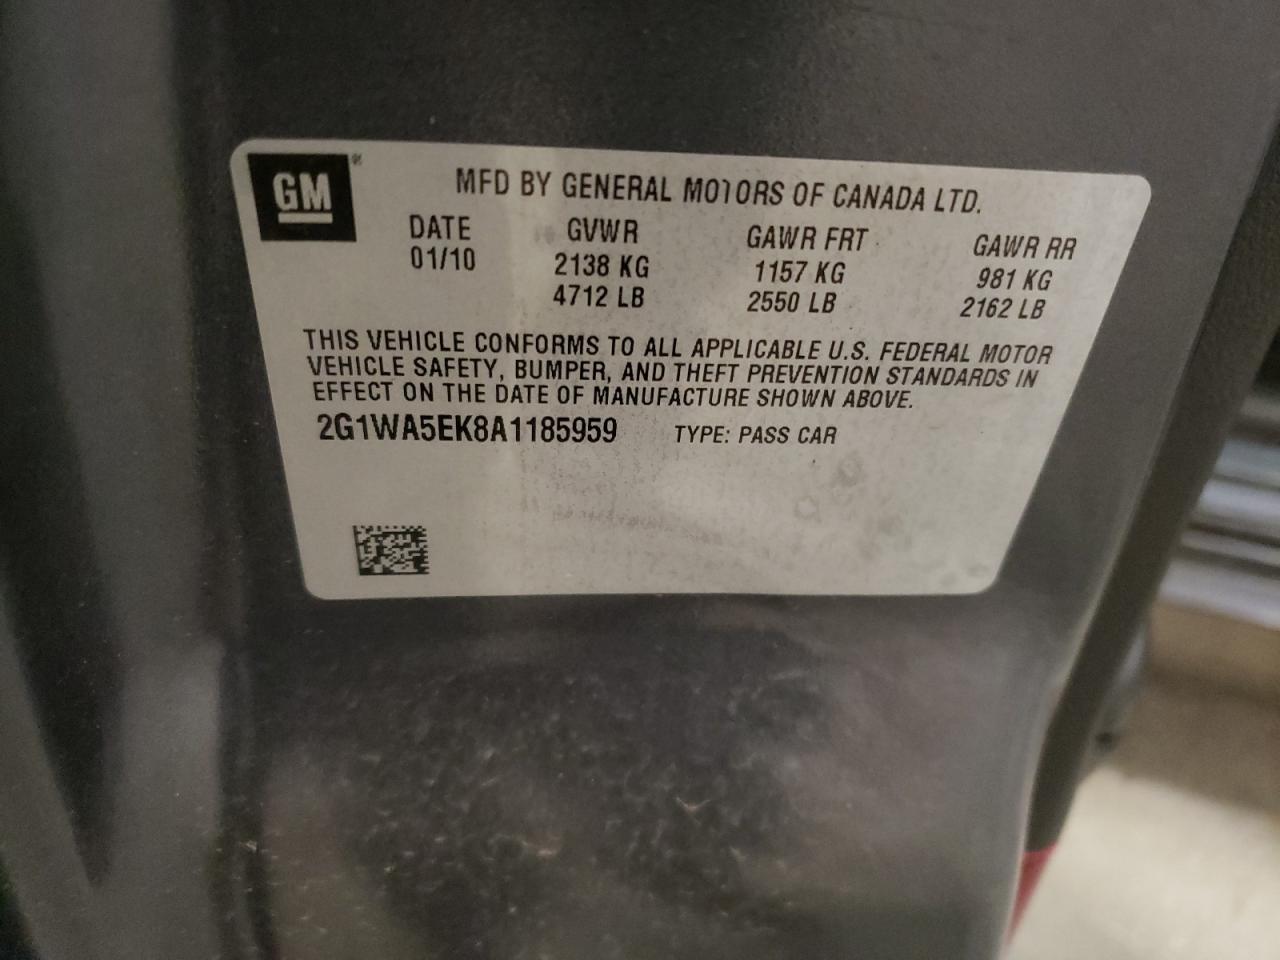 GM®
MFD BY GENERAL MOTORS OF CANADA LTD.
DATE GVWR GAWR FRT GAWR RR
01/10 2138 KG 1157 KG 981 KG
4712 LB 2550 LB 2162 LB
THIS VEHICLE CONFORMS TO ALL APPLICABLE U.S. FEDERAL MOTOR
VEHICLE SAFETY, BUMPER, AND THEFT PREVENTION STANDARDS IN
EFFECT ON THE DATE OF MANUFACTURE SHOWN ABOVE.
2G1WA5EK8A1185959 TYPE: PASS CAR